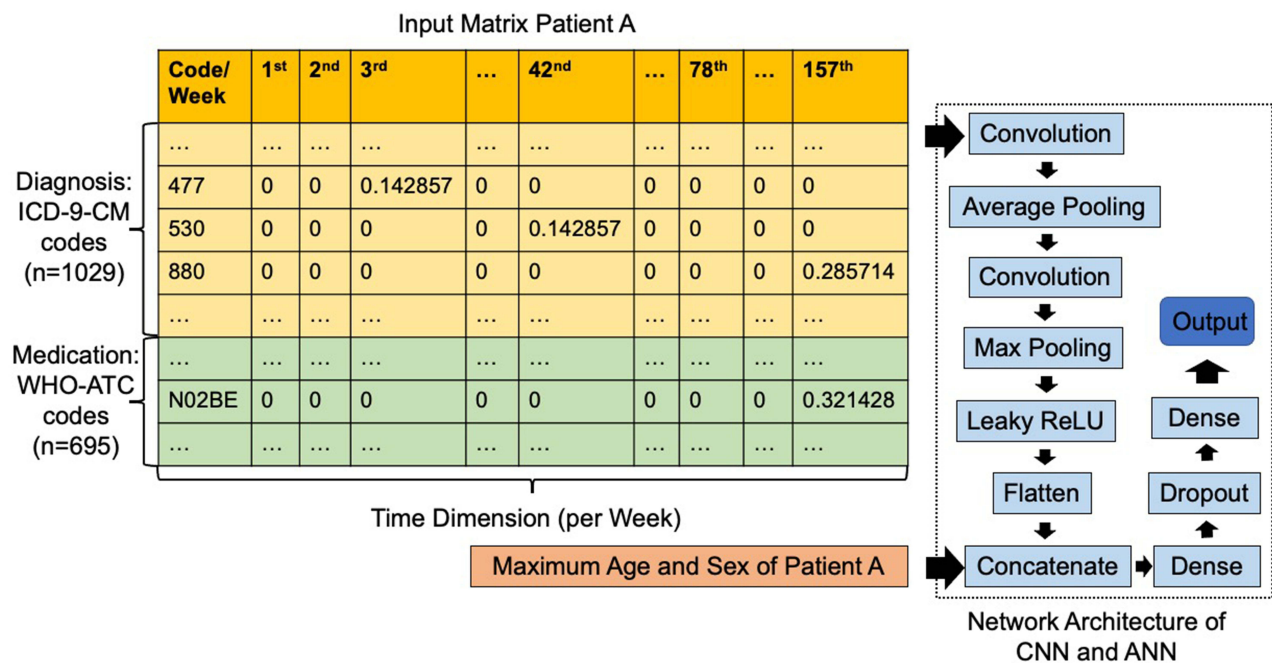 Input Matrix Patient A
Code/ 1st 2nd 3rd … 42nd … 78th … 157th
Week
… … … … … … … … … …
477 0 0 0.142857 0 0 0 0 0 0
530 0 0 0 0 0.142857 0 0 0 0
880 0 0 0 0 0 0 0 0 0.285714
… … … … … … … … … …
… … … … … … … … … …
N02BE 0 0 0 0 0 0 0 0 0.321428
… … … … … … … … … …
Diagnosis:
ICD-9-CM
codes
(n=1029)
Medication:
WHO-ATC
codes
(n=695)
Time Dimension (per Week)
Maximum Age and Sex of Patient A
Convolution
Average Pooling
Convolution
Max Pooling
Leaky ReLU
Flatten
Concatenate
Dense
Dropout
Dense
Output
Network Architecture of
CNN and ANN